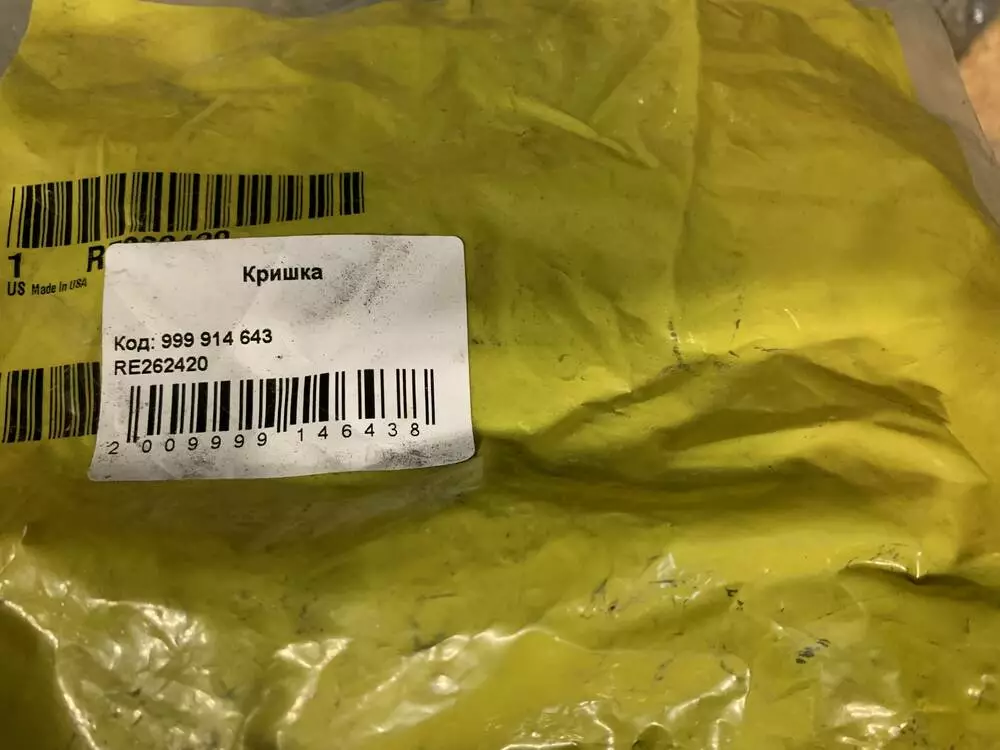 1
US Made In USA
Кришка
Код: 999 914 643
RE262420
2 009999 146438